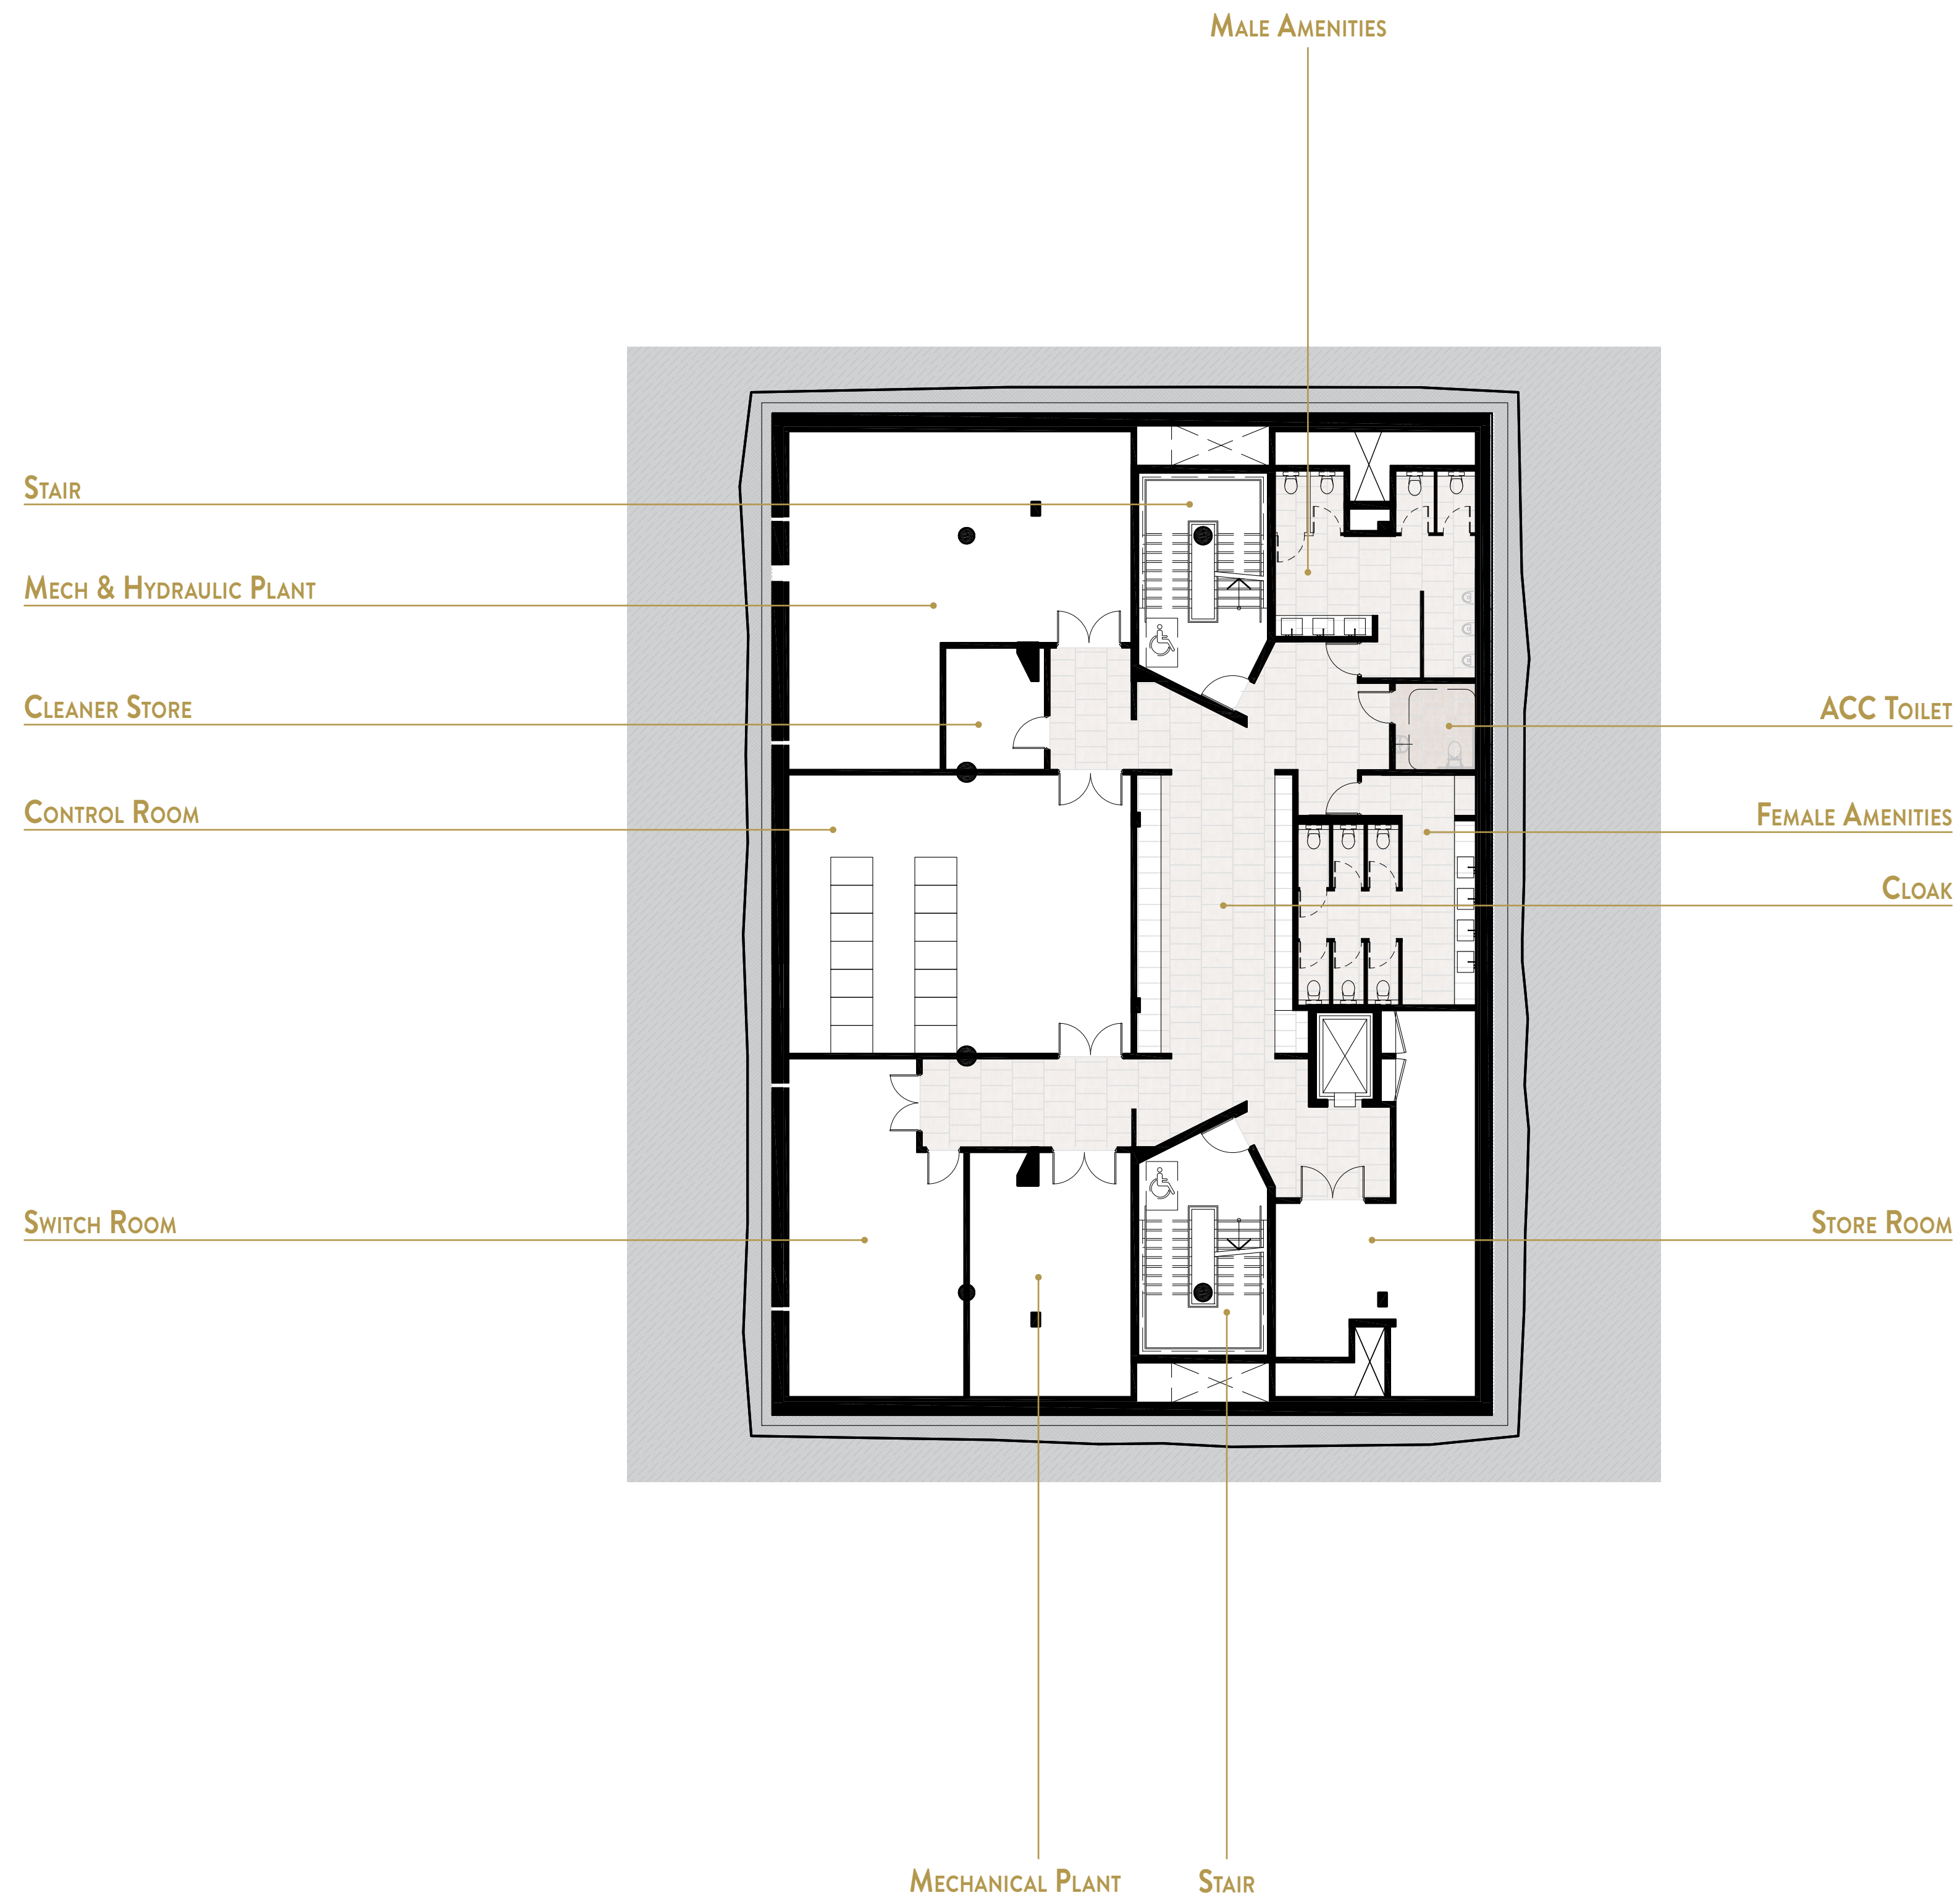 Male Amenities
Stair
Mech & Hydraulic Plant
Cleaner Store
ACC Toilet
Control Room
Female Amenities
Cloak
Switch Room
Store Room
Mechanical Plant
Stair